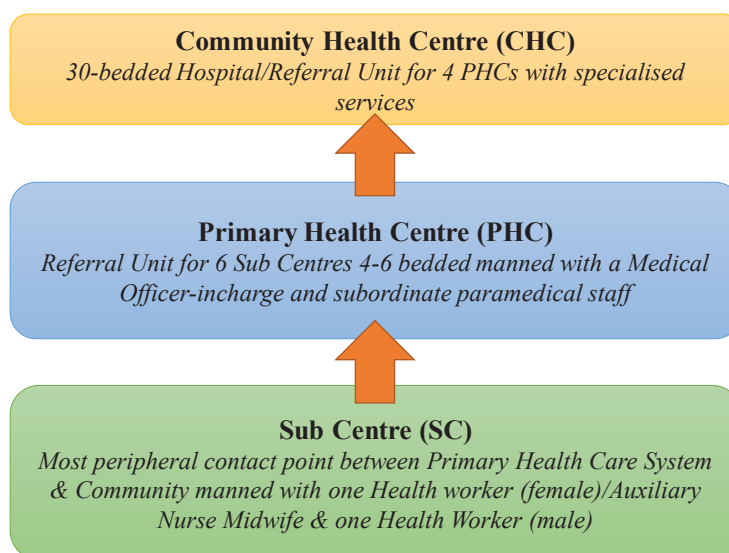 Community Health Centre (CHC)
30-bedded Hospital/Referral Unit for 4 PHCs with specialised
services
Primary Health Centre (PHC)
Referral Unit for 6 Sub Centres 4-6 bedded manned with a Medical
Officer-incharge and subordinate paramedical staff
Sub Centre (SC)
Most peripheral contact point between Primary Health Care System
& Community manned with one Health worker (female)/Auxiliary
Nurse Midwife & one Health Worker (male)